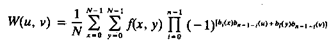 W(u, v) = \frac{1}{N} \sum_{x=0}^{N-1} \sum_{y=0}^{N-1} f(x, y) \prod_{i=0}^{n-1} (-1)^{[b_i(x)b_{n-1-i}(u) + b_i(y)b_{n-1-i}(v)]}